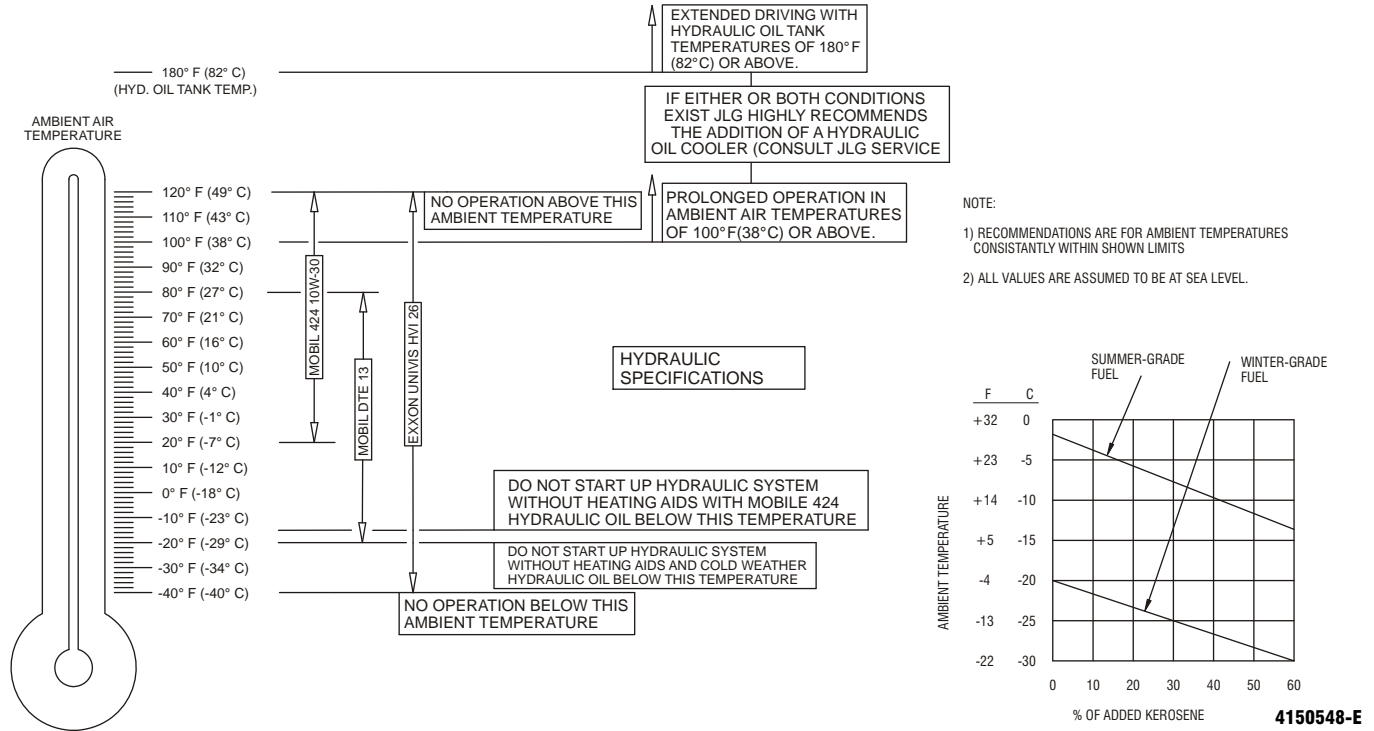 EXTENDED DRIVING WITH
HYDRAULIC OIL TANK
TEMPERATURES OF 180°F
(82°C) OR ABOVE.
180° F (82° C)
(HYD. OIL TANK TEMP.)
IF EITHER OR BOTH CONDITIONS
EXIST JLG HIGHLY RECOMMENDS
THE ADDITION OF A HYDRAULIC
OIL COOLER (CONSULT JLG SERVICE
AMBIENT AIR
TEMPERATURE
120° F (49° C)
110° F (43° C)
100° F (38° C)
90° F (32° C)
80° F (27° C)
70° F (21° C)
60° F (16° C)
50° F (10° C)
40° F (4° C)
30° F (-1° C)
20° F (-7° C)
10° F (-12° C)
0° F (-18° C)
-10° F (-23° C)
-20° F (-29° C)
-30° F (-34° C)
-40° F (-40° C)
MOBIL 424 10W-30
MOBIL DTE 13
EXXON UNIVIS HVI 26
NO OPERATION ABOVE THIS
AMBIENT TEMPERATURE
PROLONGED OPERATION IN
AMBIENT AIR TEMPERATURES
OF 100°F(38°C) OR ABOVE.
HYDRAULIC
SPECIFICATIONS
DO NOT START UP HYDRAULIC SYSTEM
WITHOUT HEATING AIDS WITH MOBILE 424
HYDRAULIC OIL BELOW THIS TEMPERATURE
DO NOT START UP HYDRAULIC SYSTEM
WITHOUT HEATING AIDS AND COLD WEATHER
HYDRAULIC OIL BELOW THIS TEMPERATURE
NO OPERATION BELOW THIS
AMBIENT TEMPERATURE
NOTE:
1) RECOMMENDATIONS ARE FOR AMBIENT TEMPERATURES
CONSISTANTLY WITHIN SHOWN LIMITS
2) ALL VALUES ARE ASSUMED TO BE AT SEA LEVEL.
SUMMER-GRADE
FUEL
WINTER-GRADE
FUEL
F C
+32 0
+23 -5
+14 -10
+5 -15
-4 -20
-13 -25
-22 -30
AMBIENT TEMPERATURE
0 10 20 30 40 50 60
% OF ADDED KEROSENE
4150548-E